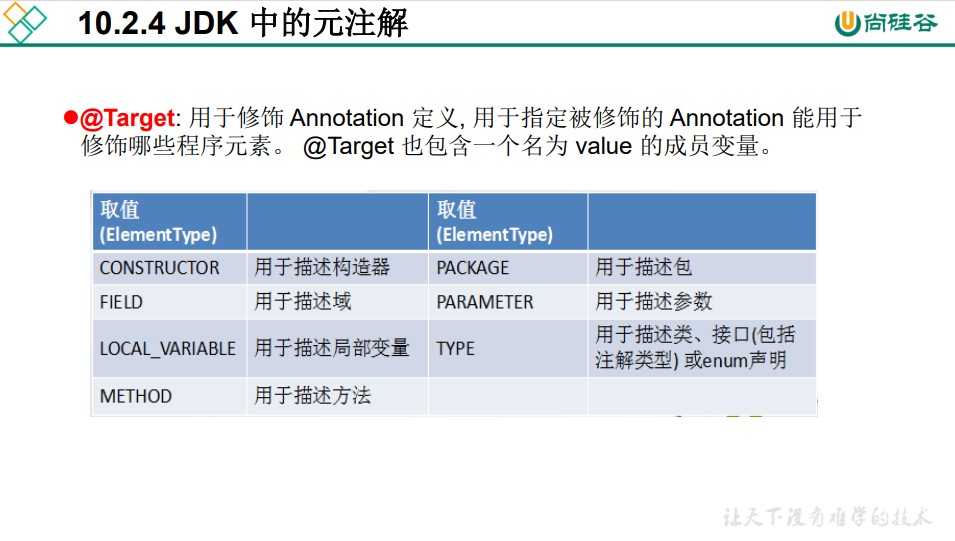 10.2.4 JDK 中的元注解
尚硅谷
@Target: 用于修饰 Annotation 定义, 用于指定被修饰的 Annotation 能用于
修饰哪些程序元素。 @Target 也包含一个名为 value 的成员变量。
取值 取值
(ElementType) (ElementType)
CONSTRUCTOR 用于描述构造器 PACKAGE 用于描述包
FIELD 用于描述域 PARAMETER 用于描述参数
LOCAL_VARIABLE 用于描述局部变量 TYPE 用于描述类、接口(包括
注解类型) 或enum声明
METHOD 用于描述方法
让天下没有难学的技术